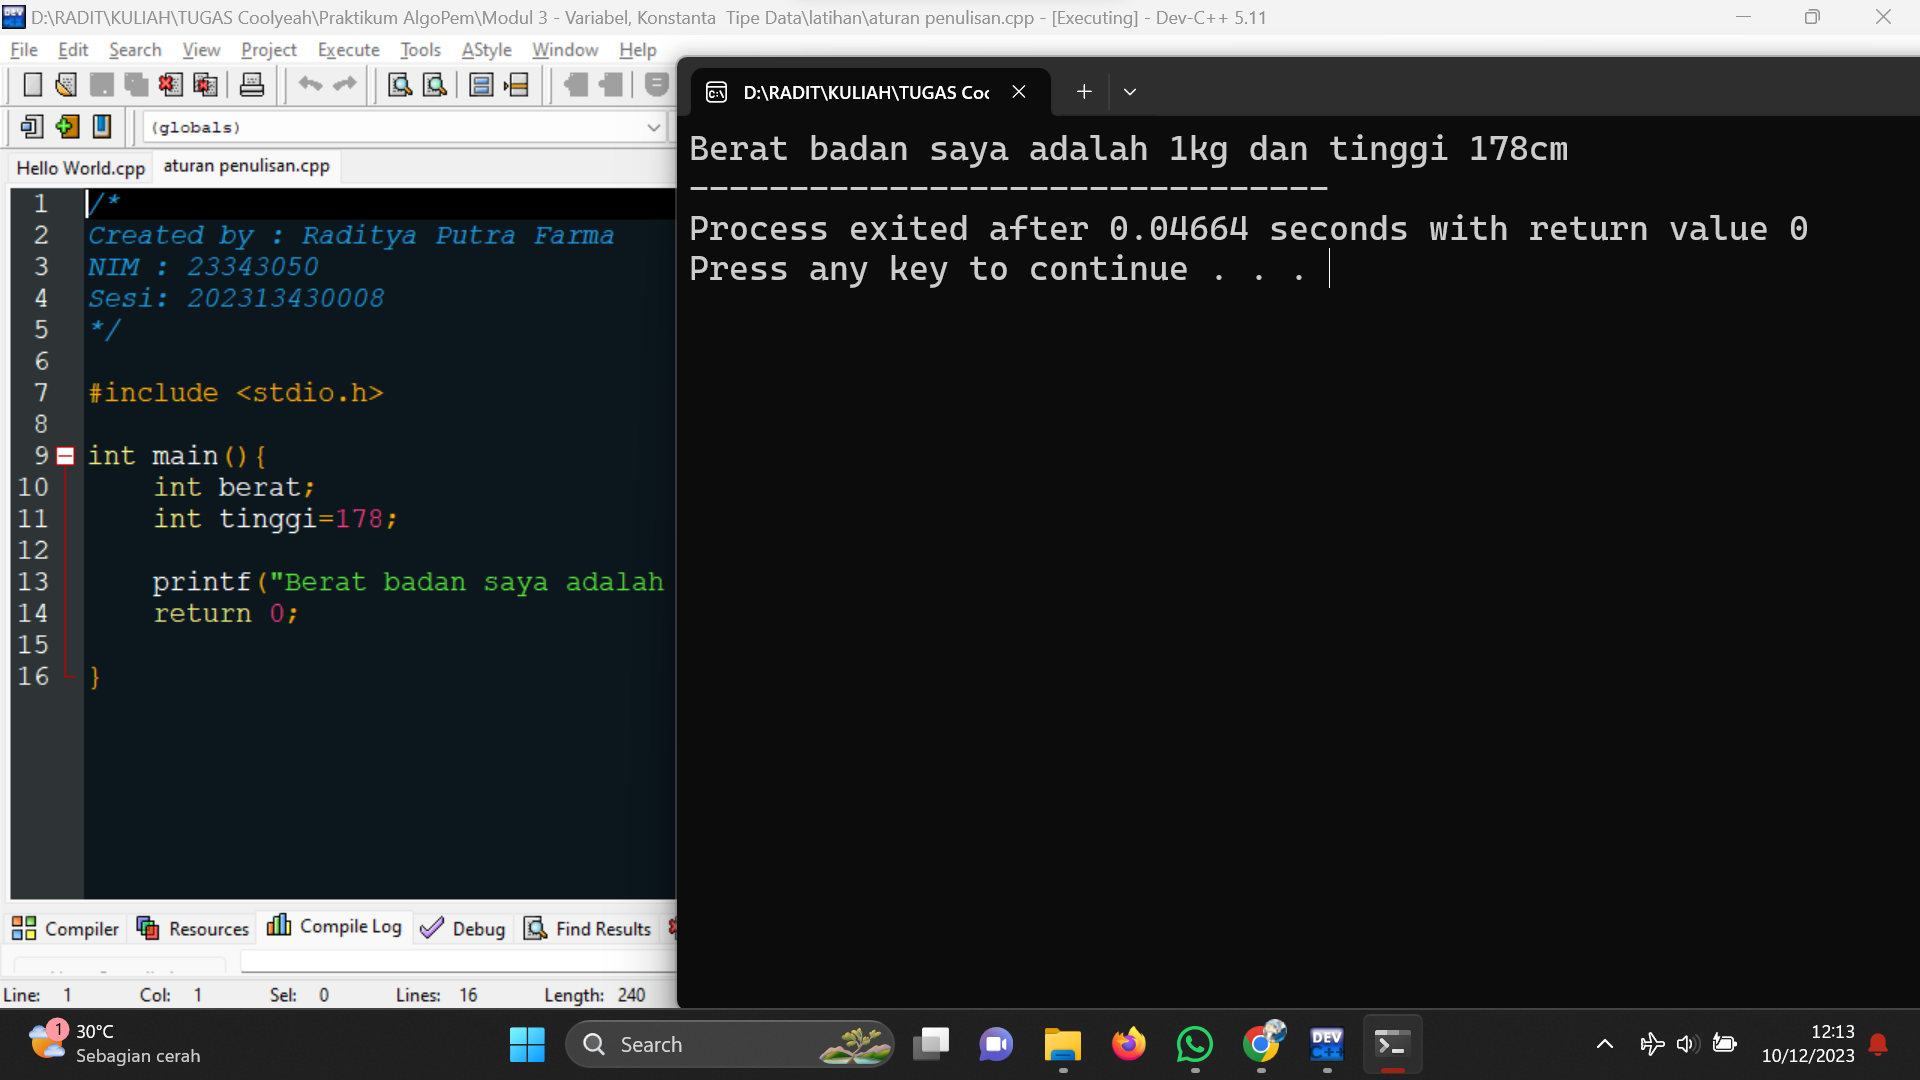 D:\RADIT\KULIAH\TUGAS Coolyeah\Praktikum AlgoPem\Modul 3 - Variabel, Konstanta  Tipe Data\latihan\aturan penulisan.cpp - [Executing] - Dev-C++ 5.11
File Edit Search View Project Execute Tools AStyle Window Help
(globals)
Hello World.cpp aturan penulisan.cpp
1 /*
2 Created by : Raditya Putra Farma
3 NIM : 23343050
4 Sesi: 202313430008
5 */
6
7 #include <stdio.h>
8
9 int main(){
10 int berat;
11 int tinggi=178;
12
13 printf("Berat badan saya adalah
14 return 0;
15
16 }
D:\RADIT\KULIAH\TUGAS Coo
Berat badan saya adalah 1kg dan tinggi 178cm
--------------------------------
Process exited after 0.04664 seconds with return value 0
Press any key to continue . . .
Compiler Resources Compile Log Debug Find Results
Line: 1 Col: 1 Sel: 0 Lines: 16 Length: 240
1 30°C
Sebagian cerah
Search
DEV C++
12:13
10/12/2023